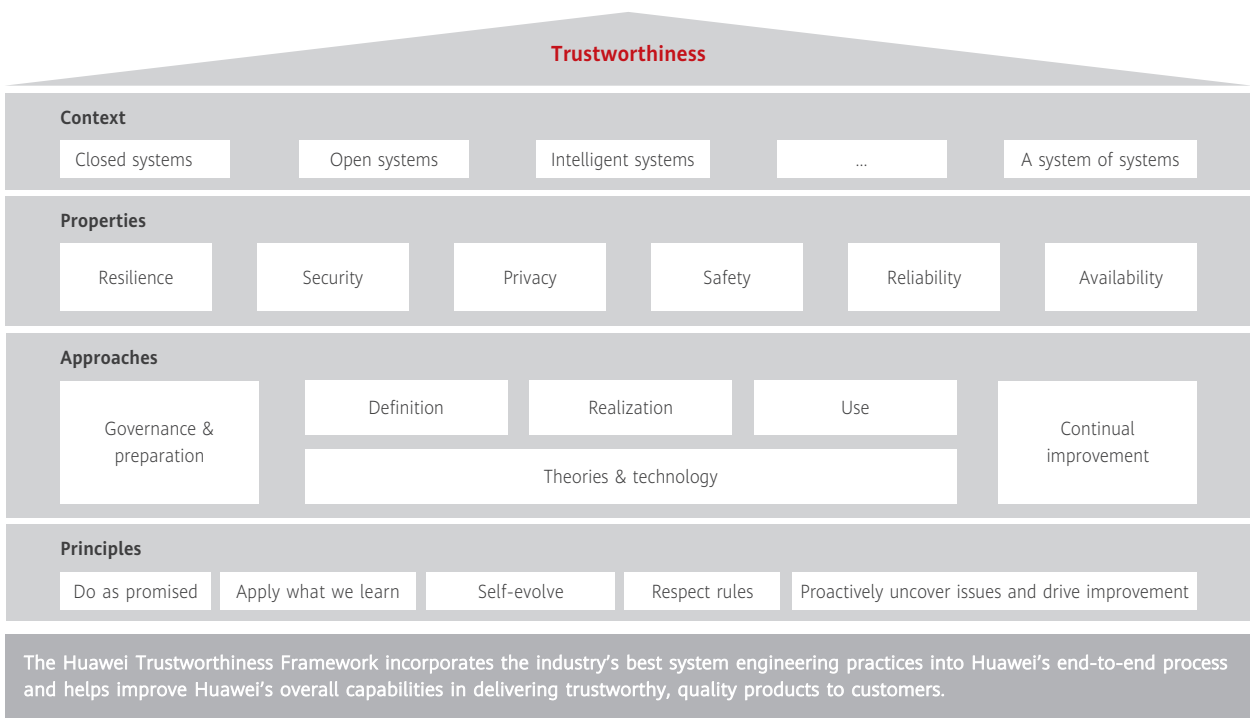 Trustworthiness
Context
Closed systems
Open systems
Intelligent systems
...
A system of systems
Properties
Resilience
Security
Privacy
Safety
Reliability
Availability
Approaches
Governance &
preparation
Definition
Realization
Use
Theories & technology
Continual
improvement
Principles
Do as promised
Apply what we learn
Self-evolve
Respect rules
Proactively uncover issues and drive improvement
The Huawei Trustworthiness Framework incorporates the industry's best system engineering practices into Huawei's end-to-end process
and helps improve Huawei's overall capabilities in delivering trustworthy, quality products to customers.